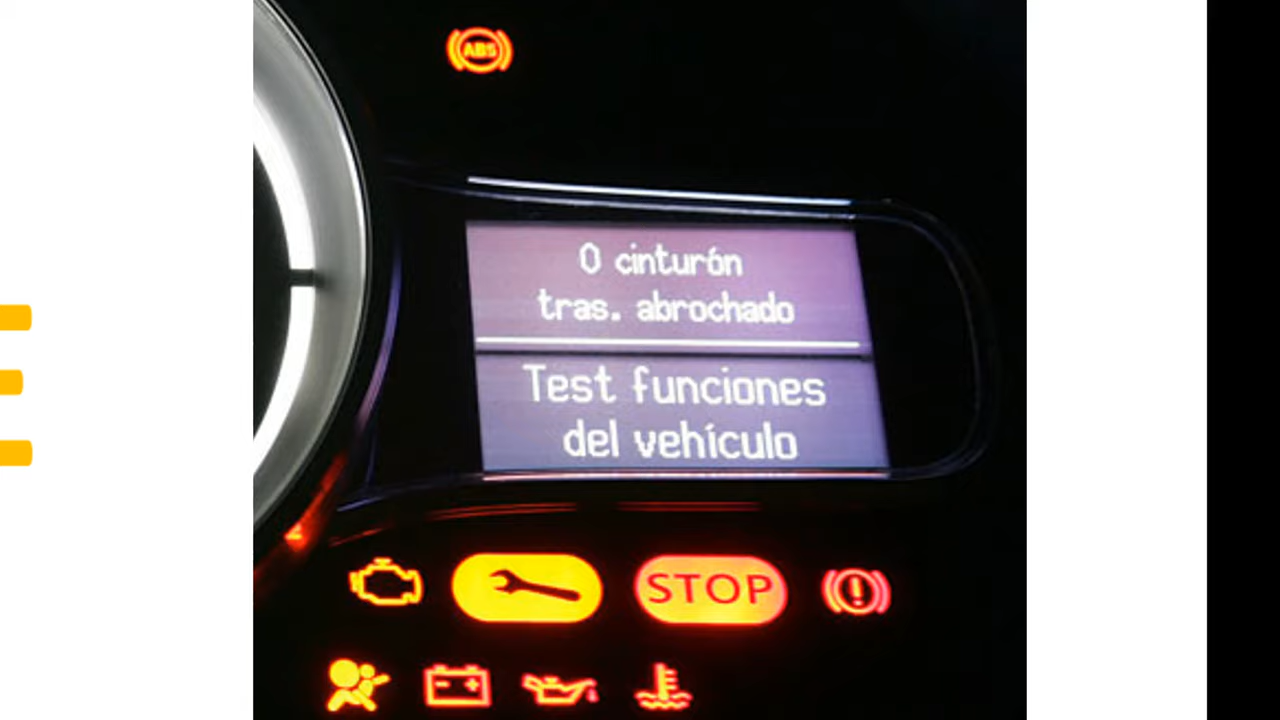 ABS
0 cinturón
tras. abrochado
Test funciones
del vehículo
STOP